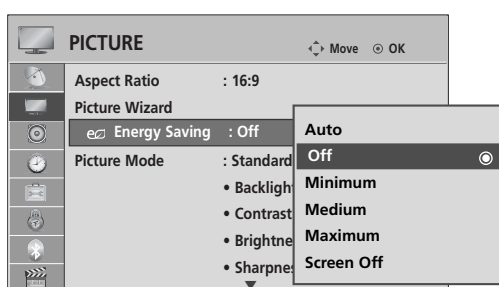 PICTURE
Move OK
Aspect Ratio : 16:9
Picture Wizard
Energy Saving : Off
Picture Mode : Standard
• Backligh
• Contrast
• Brightne
• Sharpnes
Auto
Off
Minimum
Medium
Maximum
Screen Off